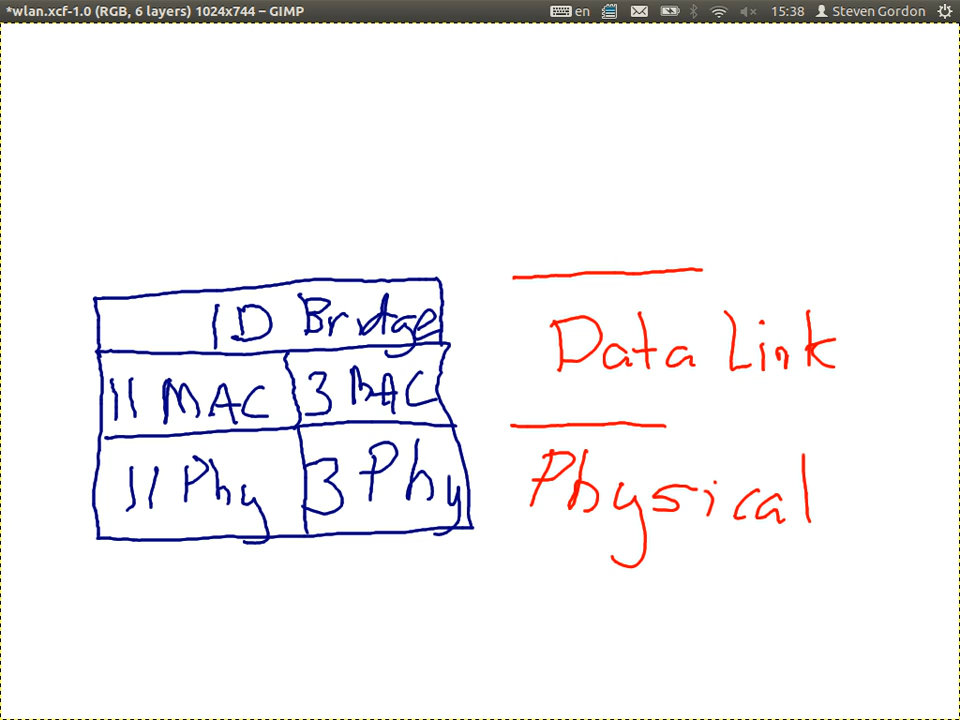 *wlan.xcf-1.0 (RGB, 6 layers) 1024x744 – GIMP en 15:38 Steven Gordon
1D Bridge
11 MAC 3 MAC
11 Phy 3 Phy
Data Link
Physical